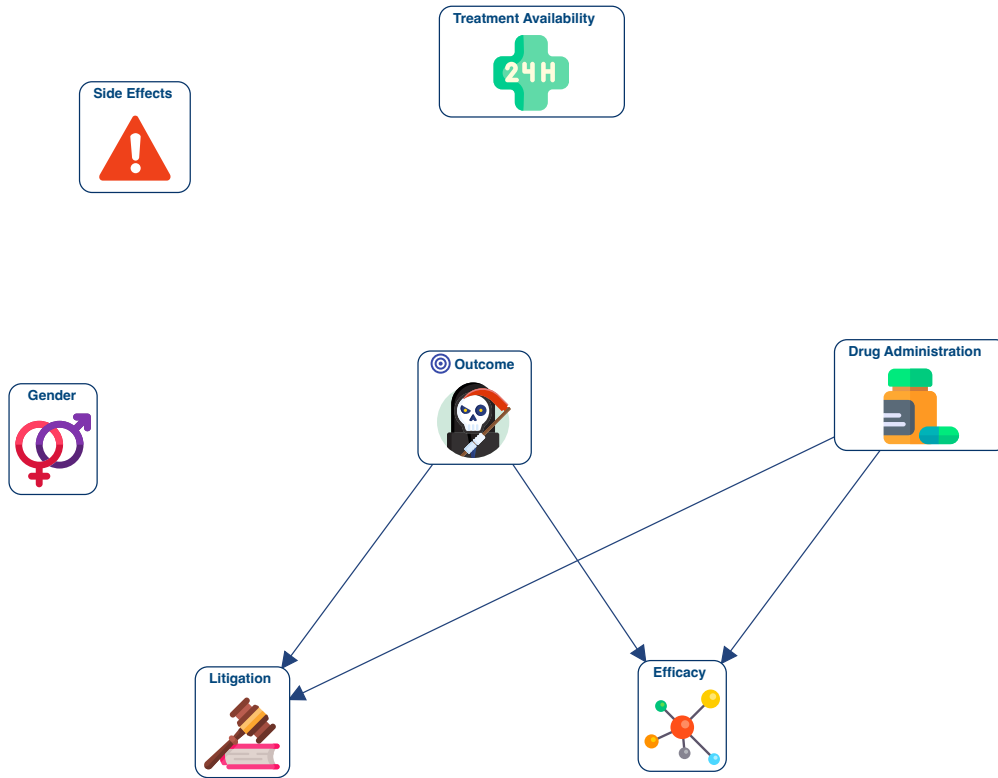 Treatment Availability
24H
Side Effects
Outcome
Drug Administration
Gender
Litigation
Efficacy